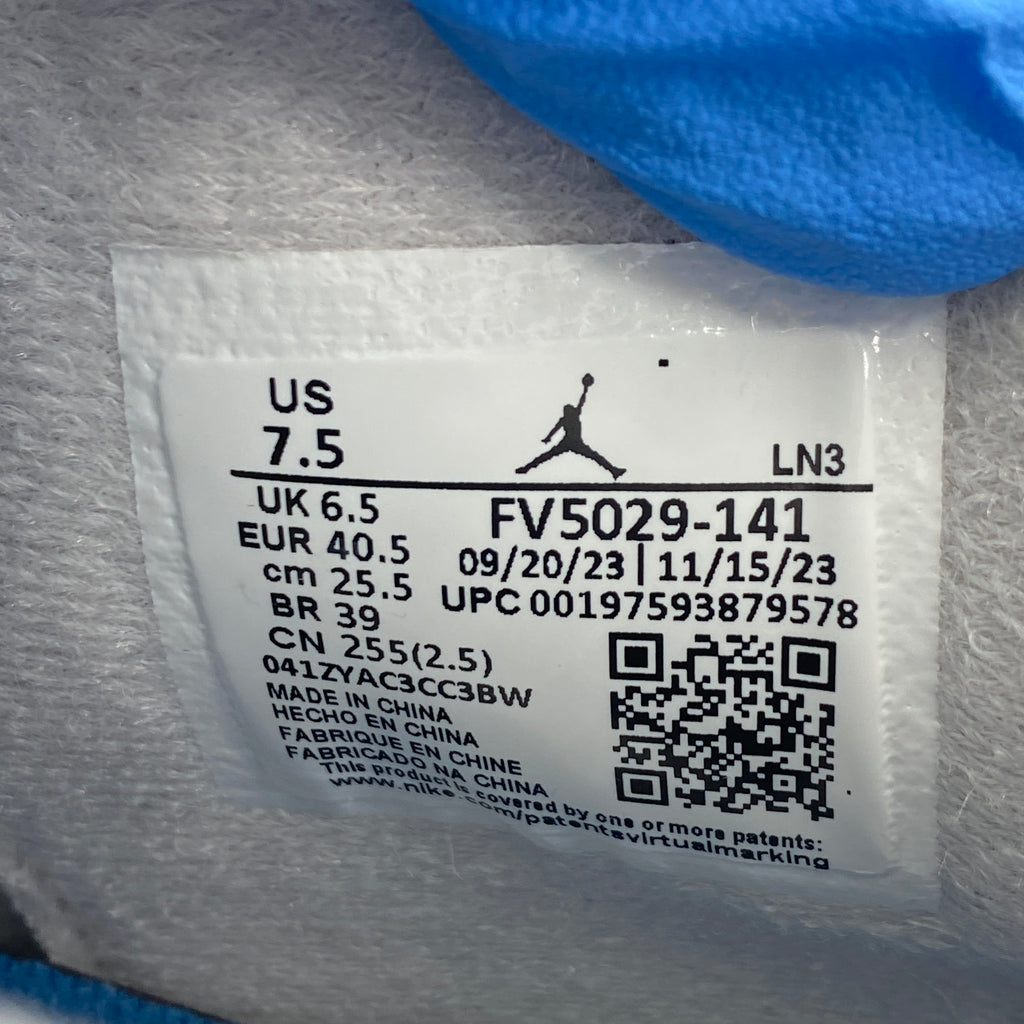 US
7.5
LN3
UK 6.5
EUR 40.5
cm 25.5
BR 39
CN 255(2.5)
041ZYAC3CC3BW
MADE IN CHINA
HECHO EN CHINA
FABRIQUE EN CHINE
FABRICADO NA CHINA
FV5029-141
09/20/23 | 11/15/23
UPC 00197593879578
This product is covered by one or more patents:
www.nike.com/patentsvirtualmarking